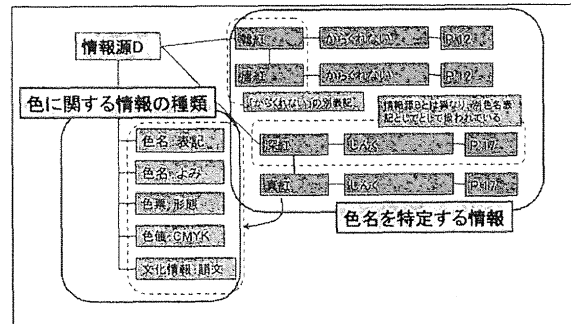 情報源D
色に関する情報の種類
色名:表記
色名:よみ
色票:形態
色値:CMYK
文化情報:語文
韓紅 からくれない P.12
唐紅 からくれない P.12
「からくれない」の別表記
情報源Bとは異なり、別色名表
記としてとして扱われている
深紅 しんく P.17
真紅 しんく P.17
色名を特定する情報